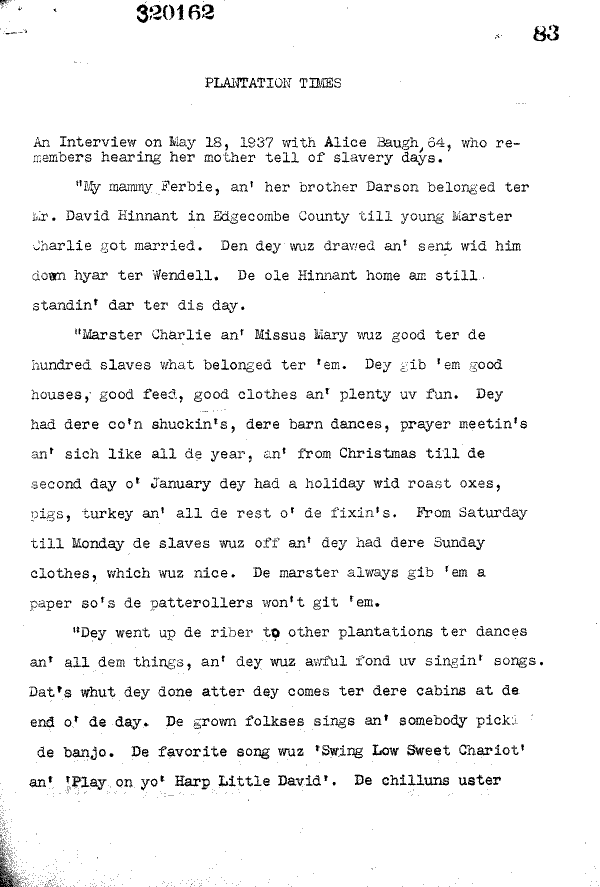 320162
83
PLANTATION TIMES
An Interview on May 18, 1937 with Alice Baugh, 64, who re-
members hearing her mother tell of slavery days.
"My mammy Ferbie, an' her brother Darson belonged ter
Mr. David Hinnant in Edgecombe County till young Marster
Charlie got married. Den dey wuz drawed an' sent wid him
down hyar ter Wendell. De ole Hinnant home am still
standin' dar ter dis day.
"Marster Charlie an' Missus Mary wuz good ter de
hundred slaves what belonged ter 'em. Dey gib 'em good
houses, good feed, good clothes an' plenty uv fun. Dey
had dere co'n shuckin's, dere barn dances, prayer meetin's
an' sich like all de year, an' from Christmas till de
second day o' January dey had a holiday wid roast oxes,
pigs, turkey an' all de rest o' de fixin's. From Saturday
till Monday de slaves wuz off an' dey had dere Sunday
clothes, which wuz nice. De marster always gib 'em a
paper so's de patterollers won't git 'em.
"Dey went up de riber to other plantations ter dances
an' all dem things, an' dey wuz awful fond uv singin' songs.
Dat's whut dey done atter dey comes ter dere cabins at de
end o' de day. De grown folkses sings an' somebody picks
de banjo. De favorite song wuz 'Swing Low Sweet Chariot'
an' 'Play on yo' Harp Little David'. De chilluns uster